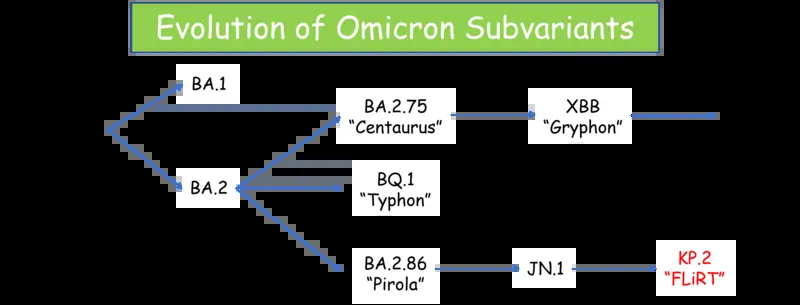 Evolution of Omicron Subvariants
BA.1
BA.2.75
“Centaurus”
XBB
“Gryphon”
BA.2
BQ.1
“Typhon”
BA.2.86
“Pirola”
JN.1
KP.2
“FLiRT”